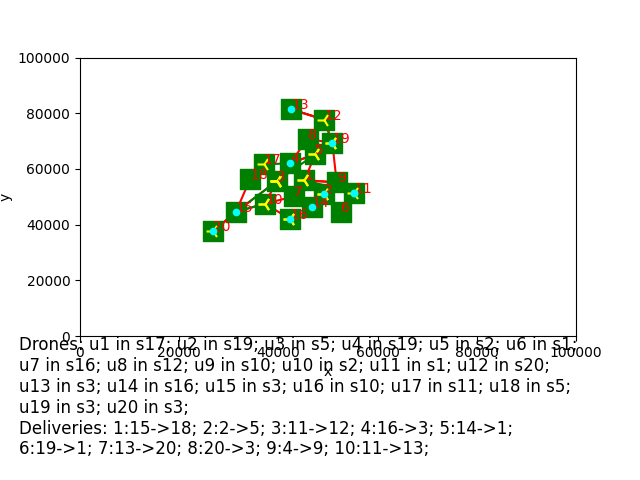 100000
80000
60000
40000
20000
0
y
20000 40000 60000 80000 100000
x
Drones: u1 in s17; u2 in s19; u3 in s5; u4 in s19; u5 in s2; u6 in s1;
u7 in s16; u8 in s12; u9 in s10; u10 in s2; u11 in s1; u12 in s20;
u13 in s3; u14 in s16; u15 in s3; u16 in s10; u17 in s11; u18 in s5;
u19 in s3; u20 in s3;
Deliveries: 1:15->18; 2:2->5; 3:11->12; 4:16->3; 5:14->1;
6:19->1; 7:13->20; 8:20->3; 9:4->9; 10:11->13;